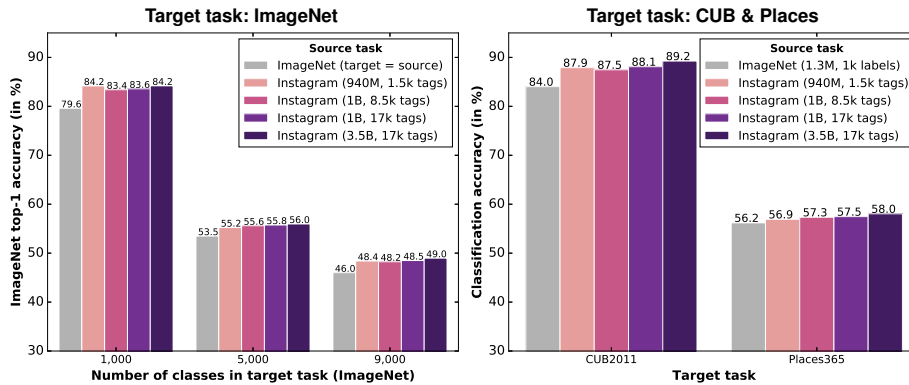 Target task: ImageNet
ImageNet top-1 accuracy (in %)
90
80
70
60
50
40
30
Source task
ImageNet (target = source)
Instagram (940M, 1.5k tags)
Instagram (1B, 8.5k tags)
Instagram (1B, 17k tags)
Instagram (3.5B, 17k tags)
79.6 84.2 83.4 83.6 84.2
53.5 55.2 55.6 55.8 56.0
46.0 48.4 48.2 48.5 49.0
1,000 5,000 9,000
Number of classes in target task (ImageNet)
Target task: CUB & Places
Classification accuracy (in %)
90
80
70
60
50
40
30
Source task
ImageNet (1.3M, 1k labels)
Instagram (940M, 1.5k tags)
Instagram (1B, 8.5k tags)
Instagram (1B, 17k tags)
Instagram (3.5B, 17k tags)
84.0 87.9 87.5 88.1 89.2
56.2 56.9 57.3 57.5 58.0
CUB2011 Places365
Target task